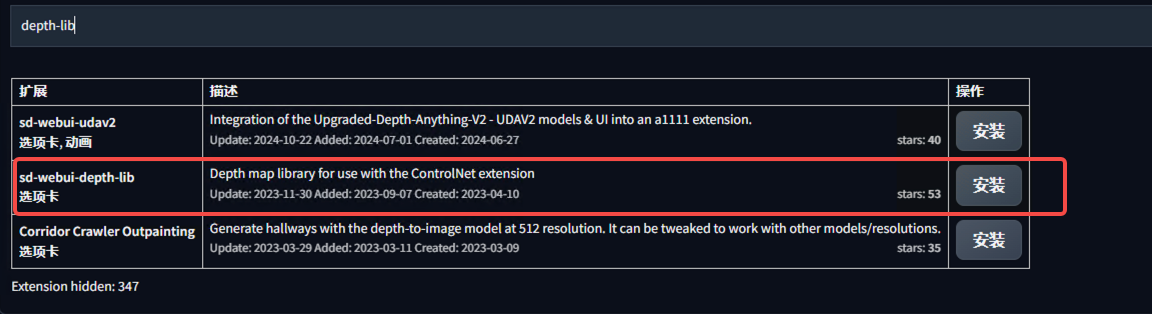 depth-lib
扩展 描述 操作
sd-webui-udav2 Integration of the Upgraded-Depth-Anything-V2 - UDAV2 models & UI into an a1111 extension. 安装
选项卡, 动画 Update: 2024-10-22 Added: 2024-07-01 Created: 2024-06-27 stars: 40
sd-webui-depth-lib Depth map library for use with the ControlNet extension 安装
选项卡 Update: 2023-11-30 Added: 2023-09-07 Created: 2023-04-10 stars: 53
Corridor Crawler Outpainting Generate hallways with the depth-to-image model at 512 resolution. It can be tweaked to work with other models/resolutions. 安装
选项卡 Update: 2023-03-29 Added: 2023-03-11 Created: 2023-03-09 stars: 35
Extension hidden: 347